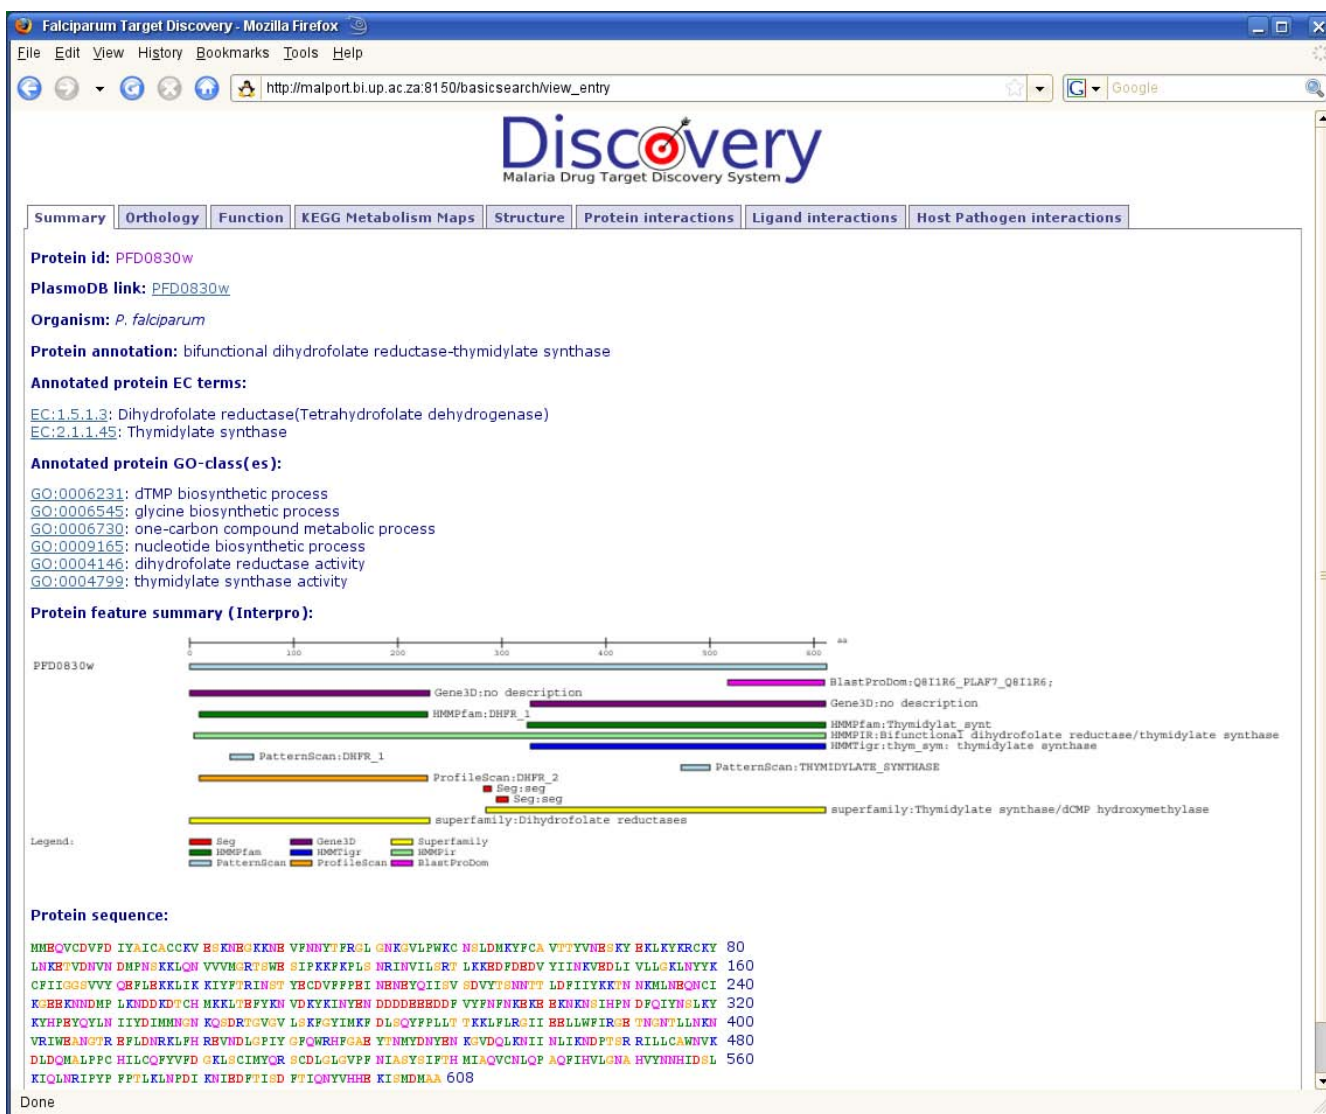 Falciparum Target Discovery - Mozilla Firefox
File Edit View History Bookmarks Tools Help
http://malport.bi.up.ac.za:8150/basicsearch/view_entry
G Google
Discovery
Malaria Drug Target Discovery System
Summary Orthology Function KEGG Metabolism Maps Structure Protein interactions Ligand interactions Host Pathogen interactions
Protein id: PFD0830w
PlasmoDB link: PFD0830w
Organism: P. falciparum
Protein annotation: bifunctional dihydrofolate reductase-thymidylate synthase
Annotated protein EC terms:
EC:1.5.1.3: Dihydrofolate reductase(Tetrahydrofolate dehydrogenase)
EC:2.1.1.45: Thymidylate synthase
Annotated protein GO-class(es):
GO:0006231: dTMP biosynthetic process
GO:0006545: glycine biosynthetic process
GO:0006730: one-carbon compound metabolic process
GO:0009165: nucleotide biosynthetic process
GO:0004146: dihydrofolate reductase activity
GO:0004799: thymidylate synthase activity
Protein feature summary (Interpro):
0 100 200 300 400 500 600 aa
PFD0830w
BlastProDom:Q8I1R6_PLAF7_Q8I1R6;
Gene3D:no description
Gene3D:no description
HMMPfam:DHFR_1
HMMPfam:Thymidylat_synt
HMMPIR:Bifunctional dihydrofolate reductase/thymidylate synthase
HMMTigr:thym_sym: thymidylate synthase
PatternScan:DHFR_1
PatternScan:THYMIDYLATE_SYNTHASE
ProfileScan:DHFR_2
Seg:seg
Seg:seg
superfamily:Thymidylate synthase/dCMP hydroxymethylase
superfamily:Dihydrofolate reductases
Legend:
Seg Gene3D Superfamily
HMMPfam HMMTigr HMMPir
PatternScan ProfileScan BlastProDom
Protein sequence:
MMEQVCDVFD IYAICACCKV ESKNEGKKNE VFNNYTFRGL GNKGVLPWKC NSLDMKYFCA VTTYVNESKY EKLKYKRCKY 80
LNKETVDNVN DMPNSKKLQN VVVMGRTSWE SIPKKFKPLS NRINVILSRT LKKEDFDEDV YIINKVEDLI VLLGKLNYYK 160
CFIIGGSVVY QEFLEKKLIK KIYFTRINST YECDVFFPEI NENEYQIISV SDVYTSNNTT LDFIIYKKTN NKMLNEQNCI 240
KGEEKNNDMP LKNDDKDTCH MKKLTEFYKN VDKYKINYEN DDDDEEEDDF VYFNFNKEKE EKNKNSIHPN DFQIYNSLKY 320
KYHPEYQYLN IIYDIMMNGN KQSDRTGVGV LSKFGYIMKF DLSQYFPLLT TKKLFLRGII EELLWFIRGE TNGNTLLNKN 400
VRIWEANGTR EFLDNRKLFH REVNDLGPIY GFQWRHFGAE YTNMYDNYEN KGVDQLKNII NLIKNDPTSR RILLCAWNVK 480
DLDQMALPPC HILCQFYVFD GKLSCIMYQR SCDLGLGVPF NIASYSIFTH MIAQVCNLQP AQFIHVLGNA HVYNNHIDSL 560
KIQLNRIPYP FPTLKLNPDI KNIEDFTISD FTIQNYVHHE KISMDMAA 608
Done